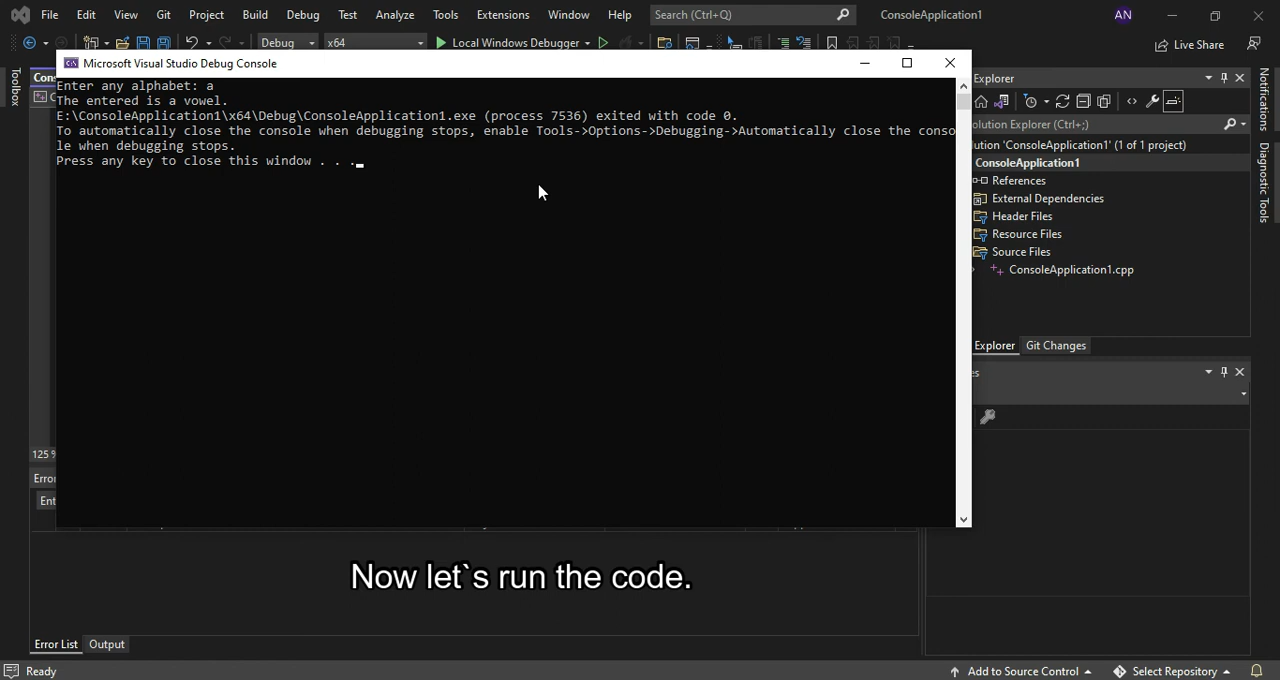 File Edit View Git Project Build Debug Test Analyze Tools Extensions Window Help Search (Ctrl+Q) ConsoleApplication1 AN
Debug x64 Local Windows Debugger Live Share
Toolbox
Microsoft Visual Studio Debug Console
Enter any alphabet: a
The entered is a vowel.
E:\ConsoleApplication1\x64\Debug\ConsoleApplication1.exe (process 7536) exited with code 0.
To automatically close the console when debugging stops, enable Tools->Options->Debugging->Automatically close the conso
le when debugging stops.
Press any key to close this window . . .
Explorer
olution Explorer (Ctrl+;)
lution 'ConsoleApplication1' (1 of 1 project)
ConsoleApplication1
References
External Dependencies
Header Files
Resource Files
Source Files
ConsoleApplication1.cpp
Explorer Git Changes
es
Notifications
Diagnostic Tools
Cons
125 %
Error
Ent
Now let`s run the code.
Error List Output
Ready Add to Source Control Select Repository